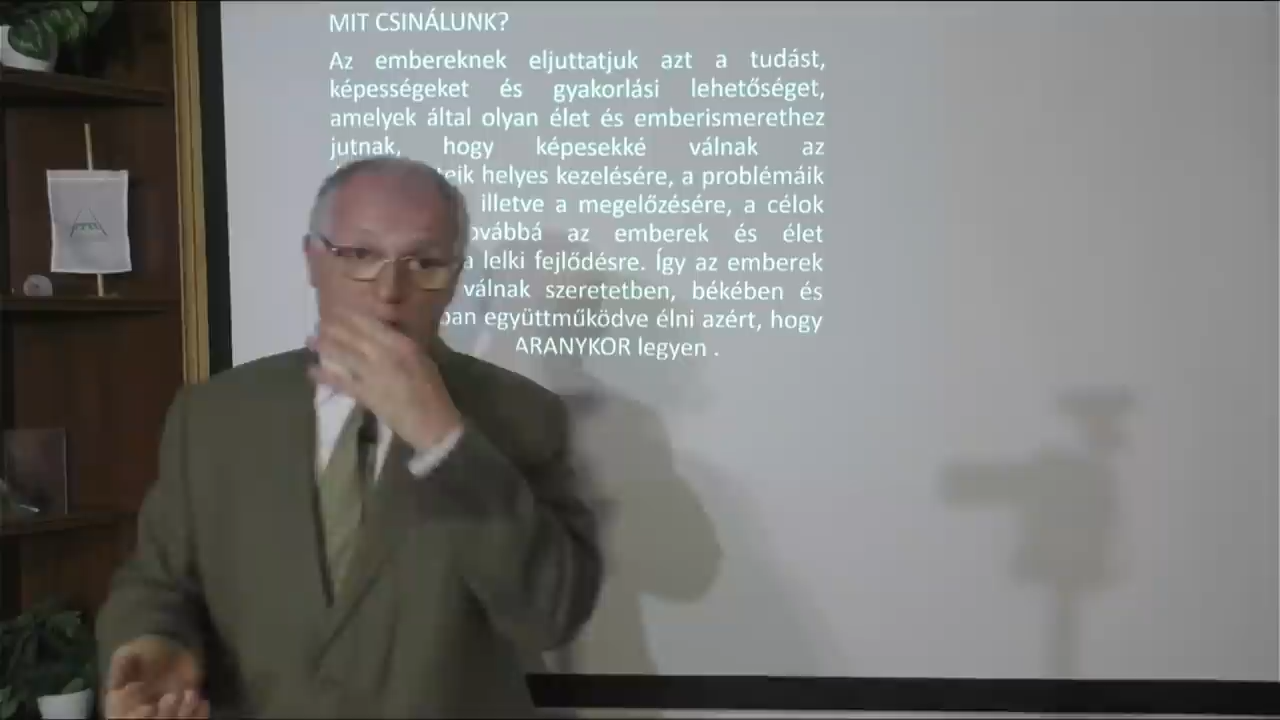 MIT CSINÁLUNK?
Az embereknek eljuttatjuk azt a tudást,
képességeket és gyakorlási lehetőséget,
amelyek által olyan élet és emberismerethez
jutnak, hogy képesekké válnak az
helyes kezelésére, a problémáik
illetve a megelőzésére, a célok
az emberek és élet
a lelki fejlődésre. Így az emberek
válnak szeretetben, békében és
együttműködve élni azért, hogy
ARANYKOR legyen .